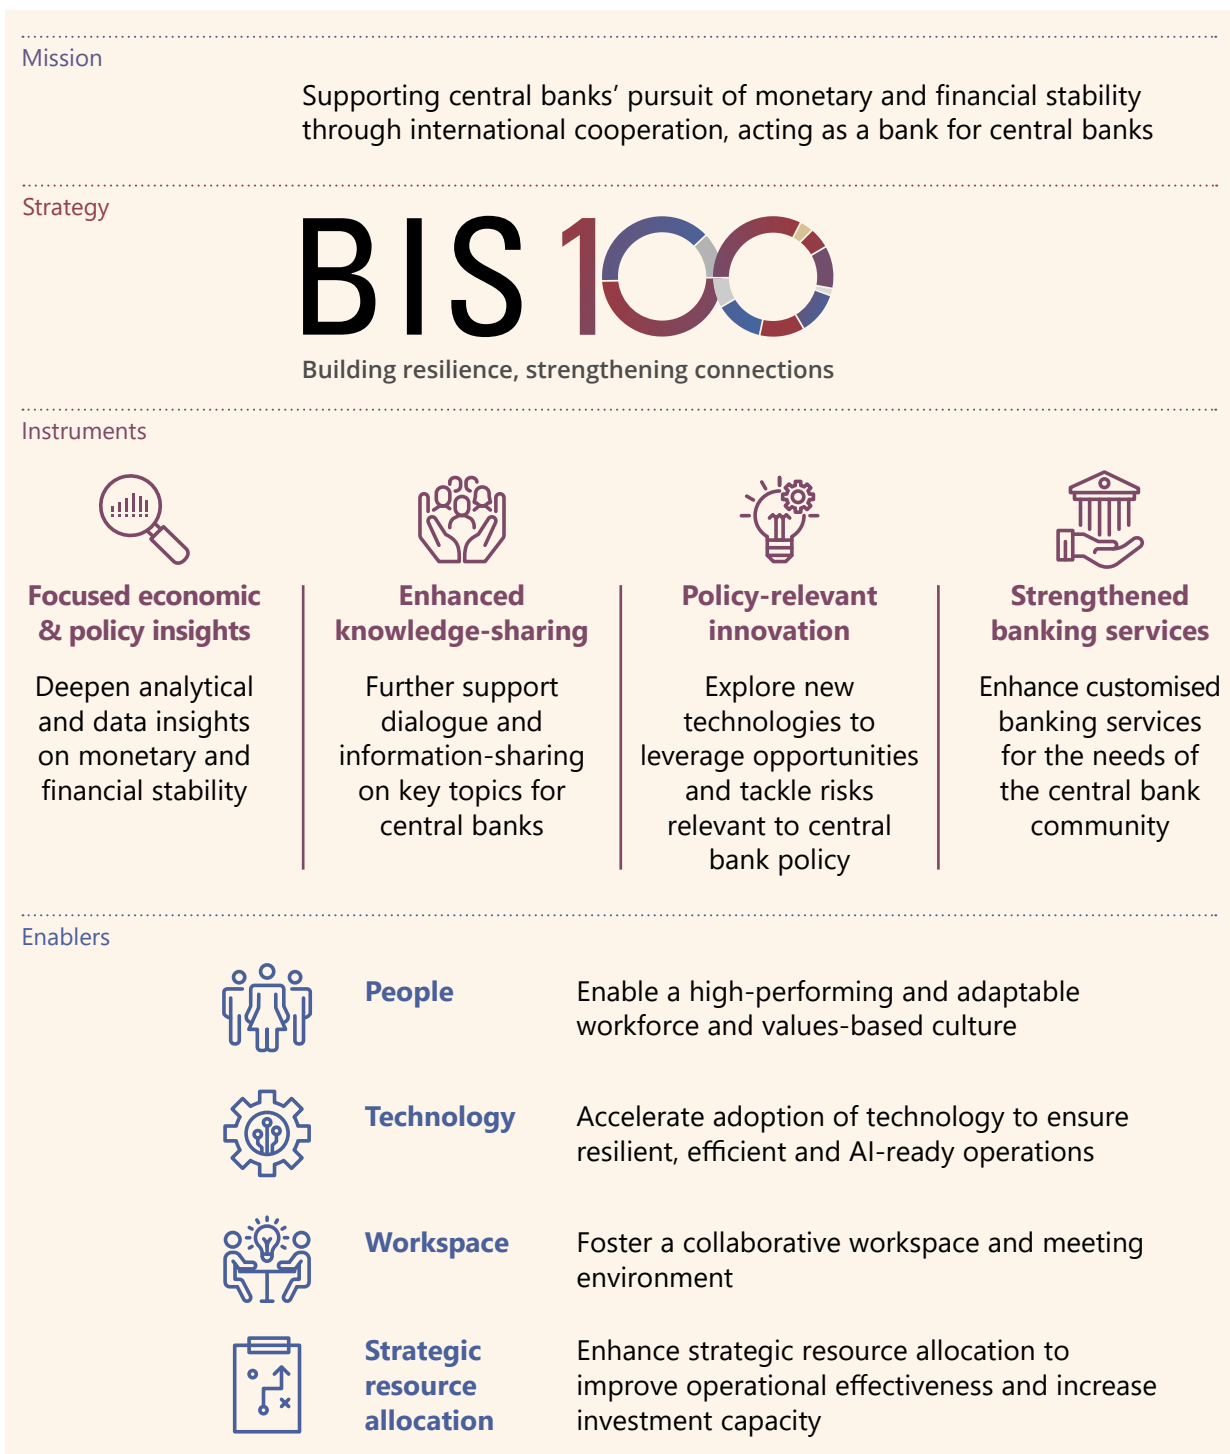 Mission
Supporting central banks’ pursuit of monetary and financial stability
through international cooperation, acting as a bank for central banks
Strategy
BIS 100
Building resilience, strengthening connections
Instruments
Focused economic
& policy insights
Deepen analytical
and data insights
on monetary and
financial stability
Enhanced
knowledge-sharing
Further support
dialogue and
information-sharing
on key topics for
central banks
Policy-relevant
innovation
Explore new
technologies to
leverage opportunities
and tackle risks
relevant to central
bank policy
Strengthened
banking services
Enhance customised
banking services
for the needs of
the central bank
community
Enablers
People
Enable a high-performing and adaptable
workforce and values-based culture
Technology
Accelerate adoption of technology to ensure
resilient, efficient and AI-ready operations
Workspace
Foster a collaborative workspace and meeting
environment
Strategic
resource
allocation
Enhance strategic resource allocation to
improve operational effectiveness and increase
investment capacity